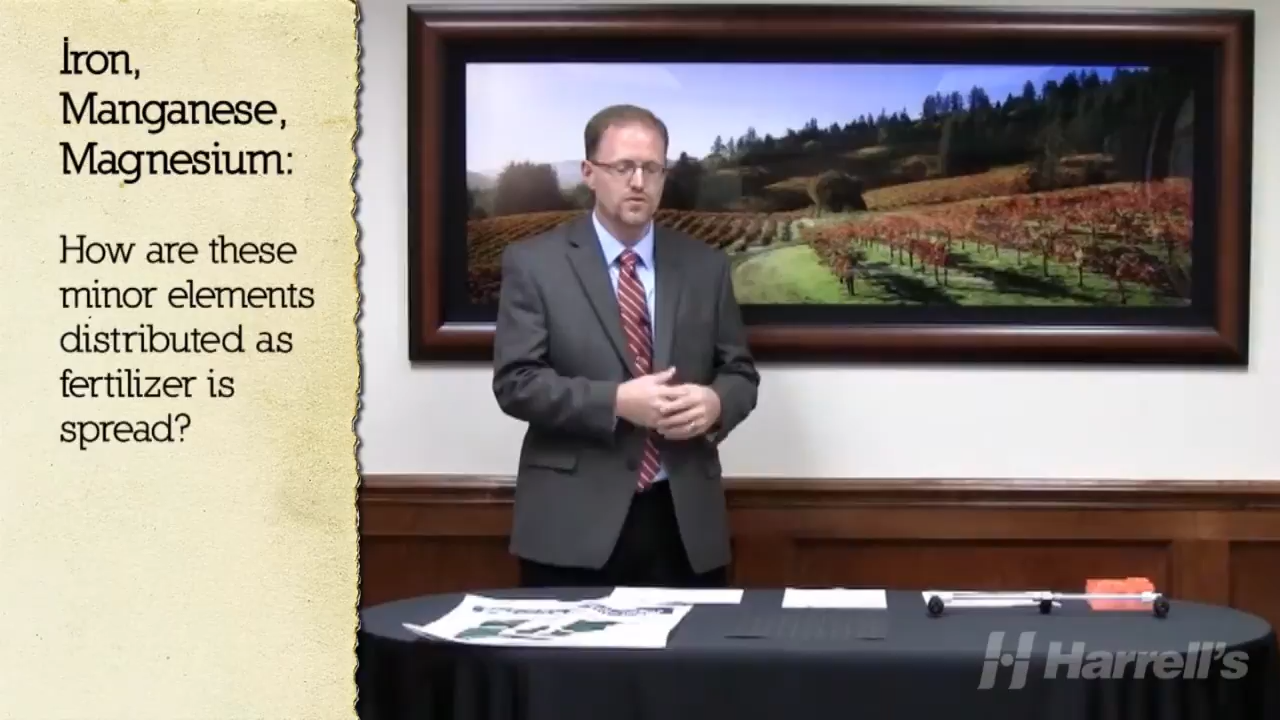 Iron,
Manganese,
Magnesium:
How are these
minor elements
distributed as
fertilizer is
spread?
Harrell's